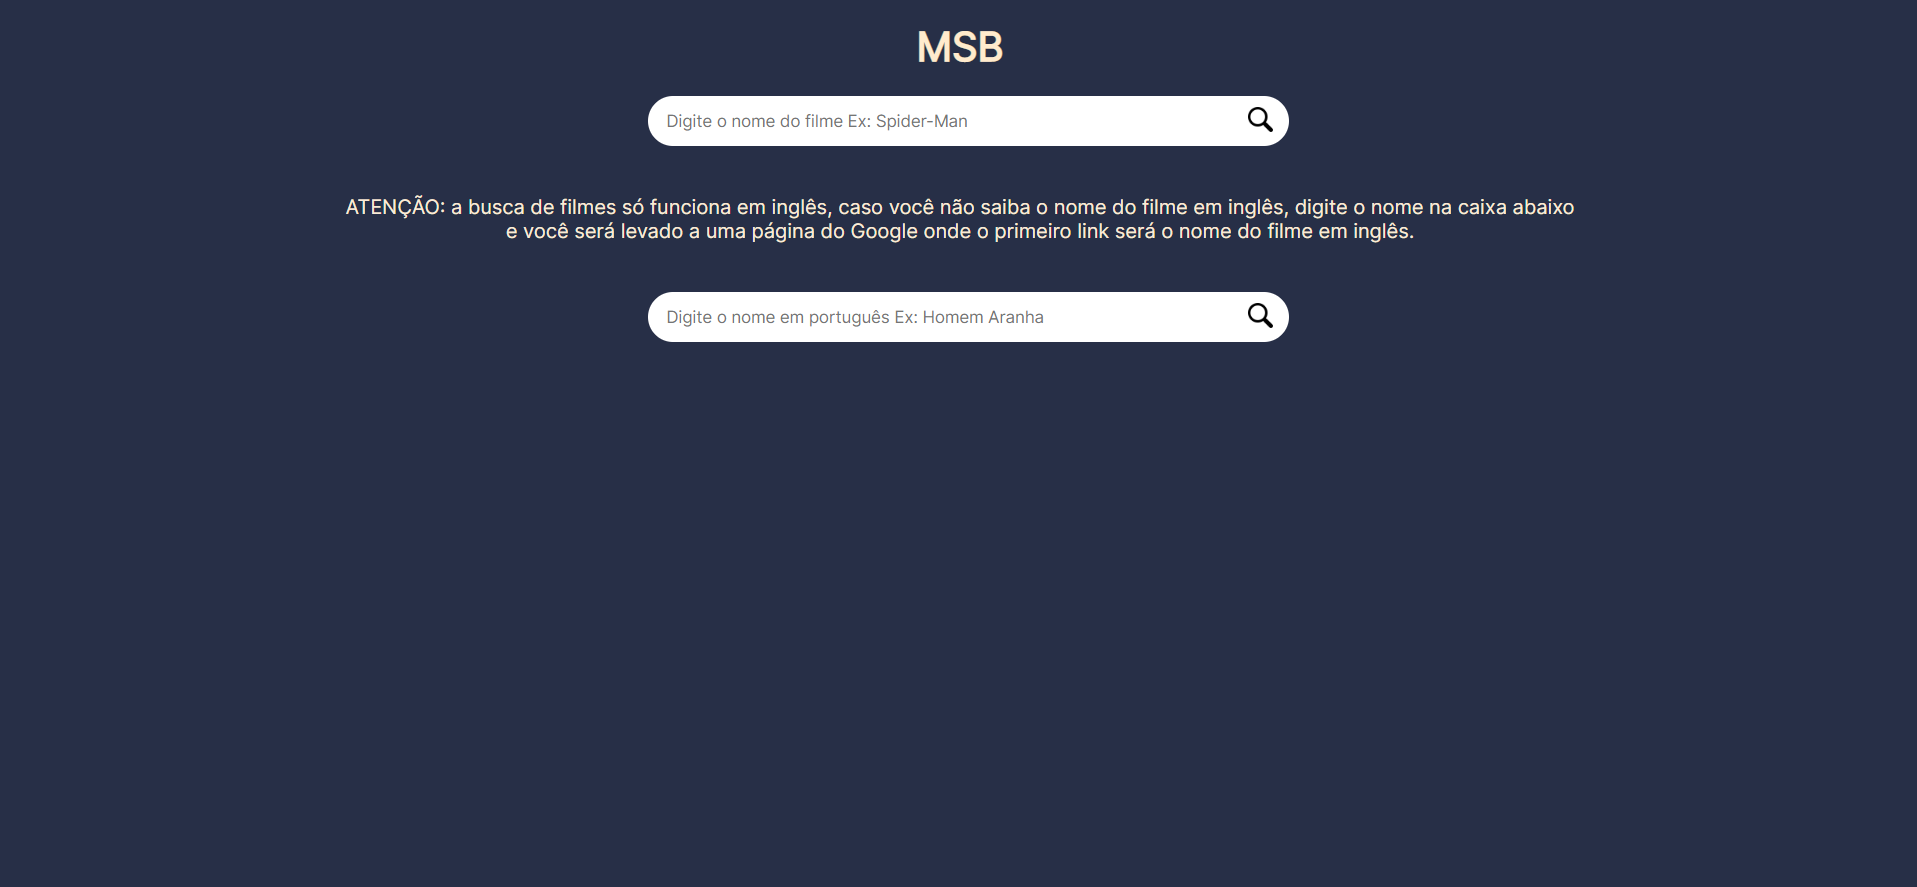 MSB
Digite o nome do filme Ex: Spider-Man
ATENÇÃO: a busca de filmes só funciona em inglês, caso você não saiba o nome do filme em inglês, digite o nome na caixa abaixo
e você será levado a uma página do Google onde o primeiro link será o nome do filme em inglês.
Digite o nome em português Ex: Homem Aranha